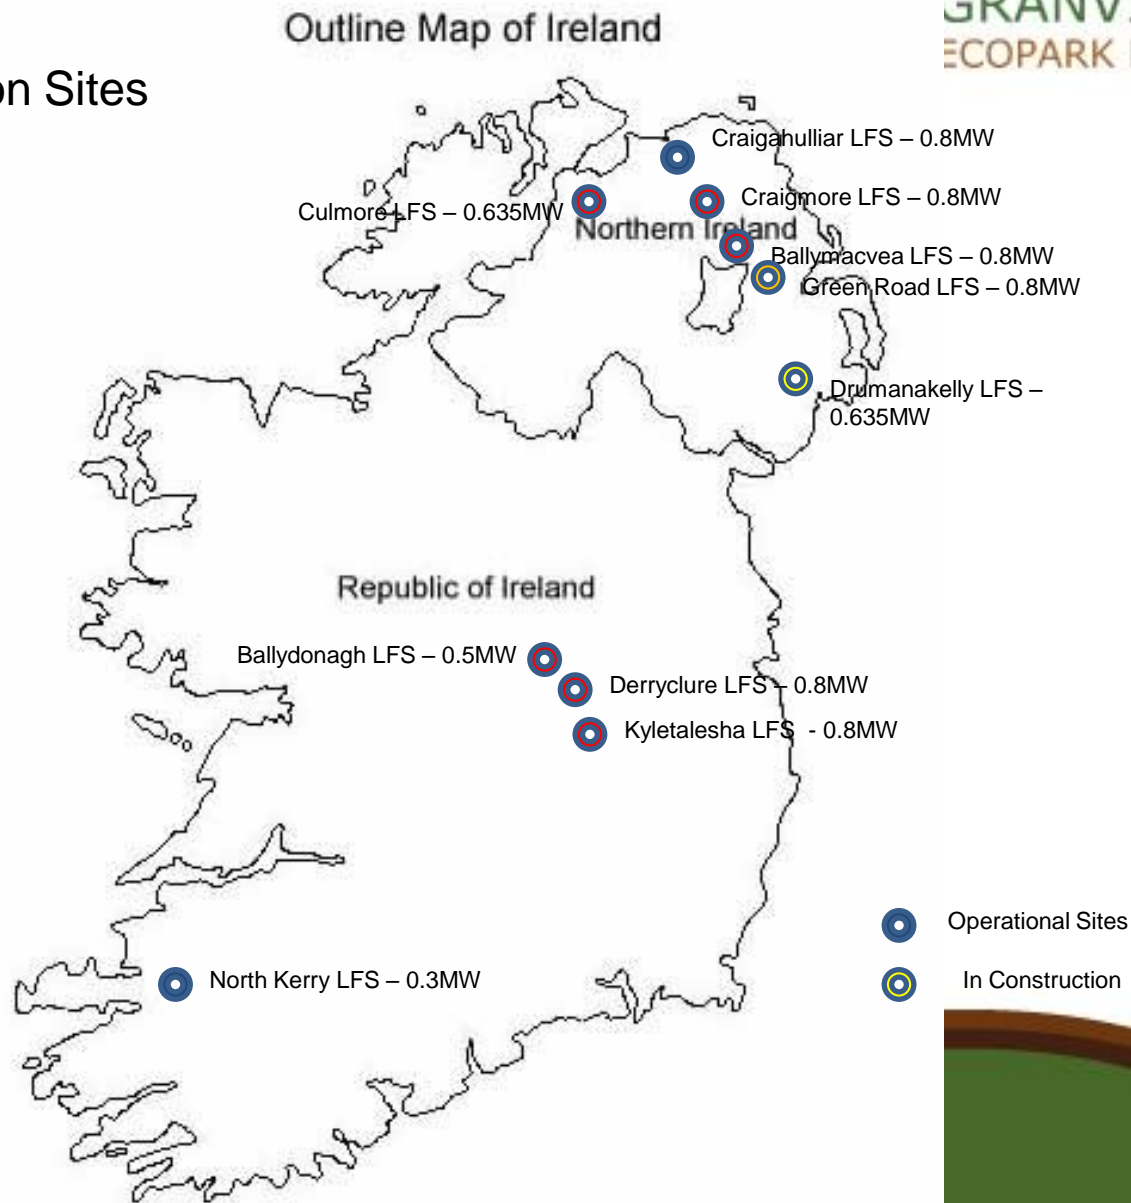 Outline Map of Ireland
on Sites
ECOPARK
Craigahulliar LFS – 0.8MW
Craigmore LFS – 0.8MW
Culmore LFS – 0.635MW
Northern Ireland
Ballymacvea LFS – 0.8MW
Green Road LFS – 0.8MW
Drumanakelly LFS –
0.635MW
Republic of Ireland
Ballydonagh LFS – 0.5MW
Derryclure LFS – 0.8MW
Kyletalesha LFS - 0.8MW
Operational Sites
North Kerry LFS – 0.3MW
In Construction